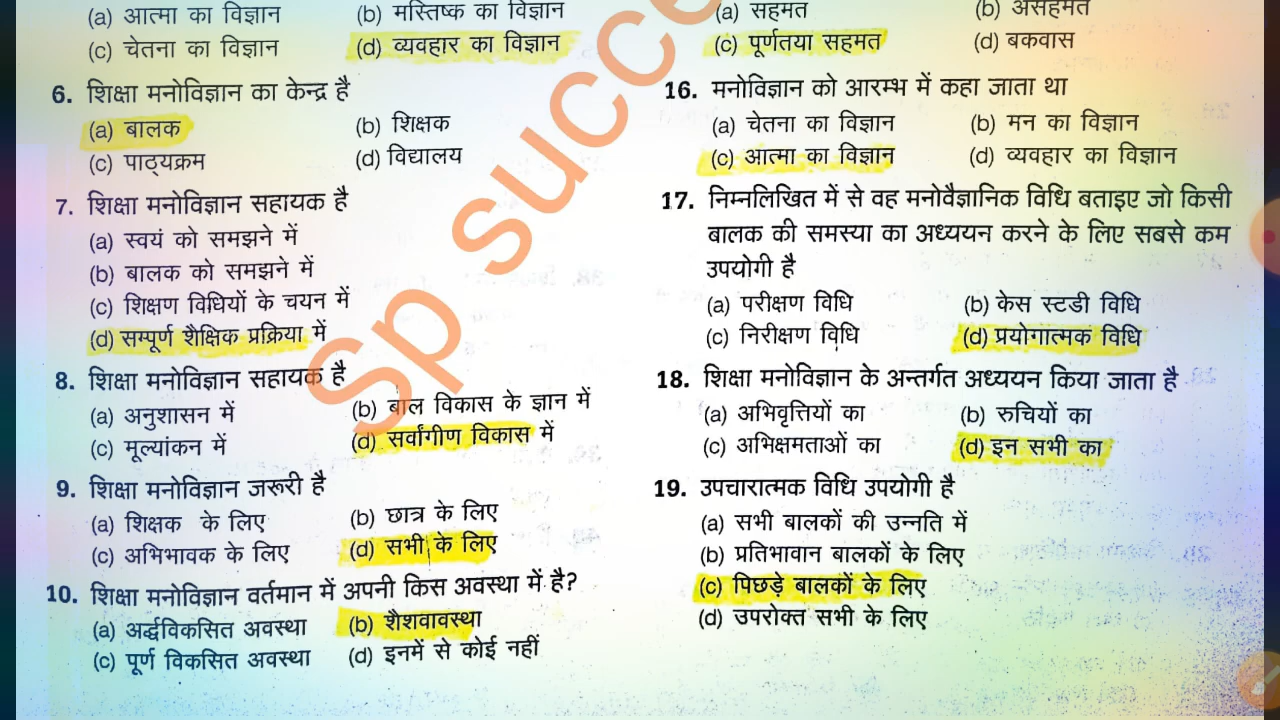 (a) आत्मा का विज्ञान (b) मस्तिष्क का विज्ञान
(c) चेतना का विज्ञान (d) व्यवहार का विज्ञान
6. शिक्षा मनोविज्ञान का केन्द्र है
(a) बालक (b) शिक्षक
(c) पाठ्यक्रम (d) विद्यालय
7. शिक्षा मनोविज्ञान सहायक है
(a) स्वयं को समझने में
(b) बालक को समझने में
(c) शिक्षण विधियों के चयन में
(d) सम्पूर्ण शैक्षिक प्रक्रिया में
8. शिक्षा मनोविज्ञान सहायक है
(a) अनुशासन में (b) बाल विकास के ज्ञान में
(c) मूल्यांकन में (d) सर्वांगीण विकास में
9. शिक्षा मनोविज्ञान जरूरी है
(a) शिक्षक के लिए (b) छात्र के लिए
(c) अभिभावक के लिए (d) सभी के लिए
10. शिक्षा मनोविज्ञान वर्तमान में अपनी किस अवस्था में है?
(a) अर्द्धविकसित अवस्था (b) शैशवावस्था
(c) पूर्ण विकसित अवस्था (d) इनमें से कोई नहीं
(a) सहमत (b) असहमत
(c) पूर्णतया सहमत (d) बकवास
16. मनोविज्ञान को आरम्भ में कहा जाता था
(a) चेतना का विज्ञान (b) मन का विज्ञान
(c) आत्मा का विज्ञान (d) व्यवहार का विज्ञान
17. निम्नलिखित में से वह मनोवैज्ञानिक विधि बताइए जो किसी
बालक की समस्या का अध्ययन करने के लिए सबसे कम
उपयोगी है
(a) परीक्षण विधि (b) केस स्टडी विधि
(c) निरीक्षण विधि (d) प्रयोगात्मक विधि
18. शिक्षा मनोविज्ञान के अन्तर्गत अध्ययन किया जाता है
(a) अभिवृत्तियों का (b) रुचियों का
(c) अभिक्षमताओं का (d) इन सभी का
19. उपचारात्मक विधि उपयोगी है
(a) सभी बालकों की उन्नति में
(b) प्रतिभावान बालकों के लिए
(c) पिछड़े बालकों के लिए
(d) उपरोक्त सभी के लिए
Sp succe